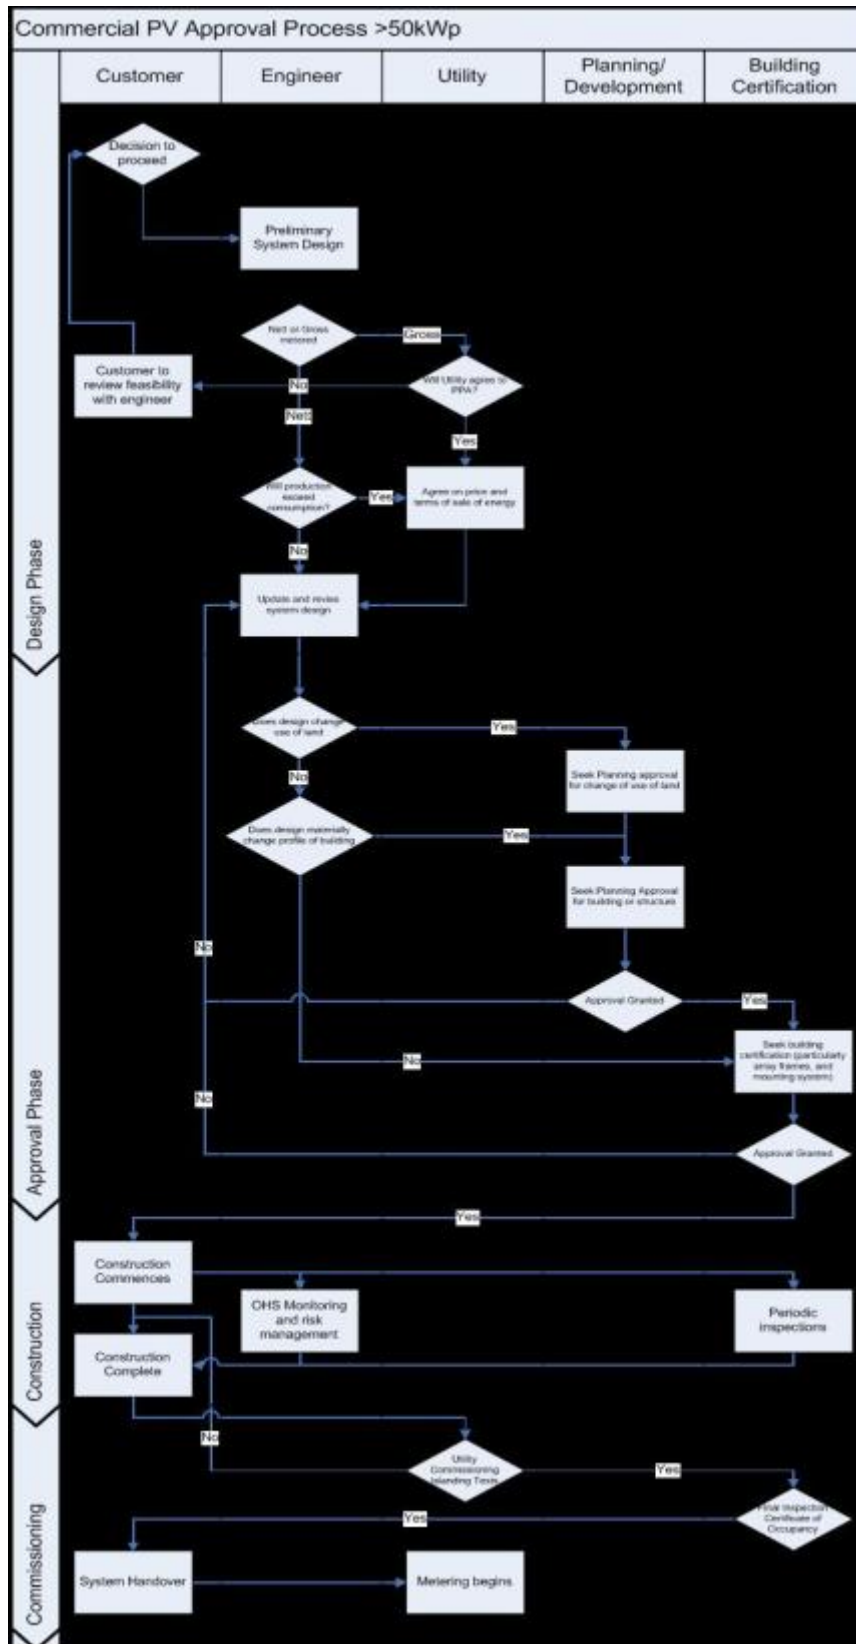 Commercial PV Approval Process >50kWp
Customer
Engineer
Utility
Planning/
Development
Building
Certification
Design Phase
Decision to
proceed
Preliminary
System Design
Nett or Gross
metered
Gross
Customer to
review feasibility
with engineer
No
Will Utility agree to
PPA?
Nett
Yes
Will production
exceed
consumption?
Yes
Agree on price and
terms of sale of energy
No
Update and revise
system design
Approval Phase
Does design change
use of land
Yes
Seek Planning approval
for change of use of land
No
Does design materially
change profile of building
Yes
Seek Planning Approval
for building or structure
No
Approval Granted
Yes
Seek building
certification (particularly
array frames, and
mounting system)
No
No
Approval Granted
Yes
Construction
Construction
Commences
OHS Monitoring
and risk
management
Periodic
inspections
Construction
Complete
Commissioning
No
Utility
Commissioning
Islanding Tests
Yes
Final Inspection
Certificate of
Occupancy
Yes
System Handover
Metering begins